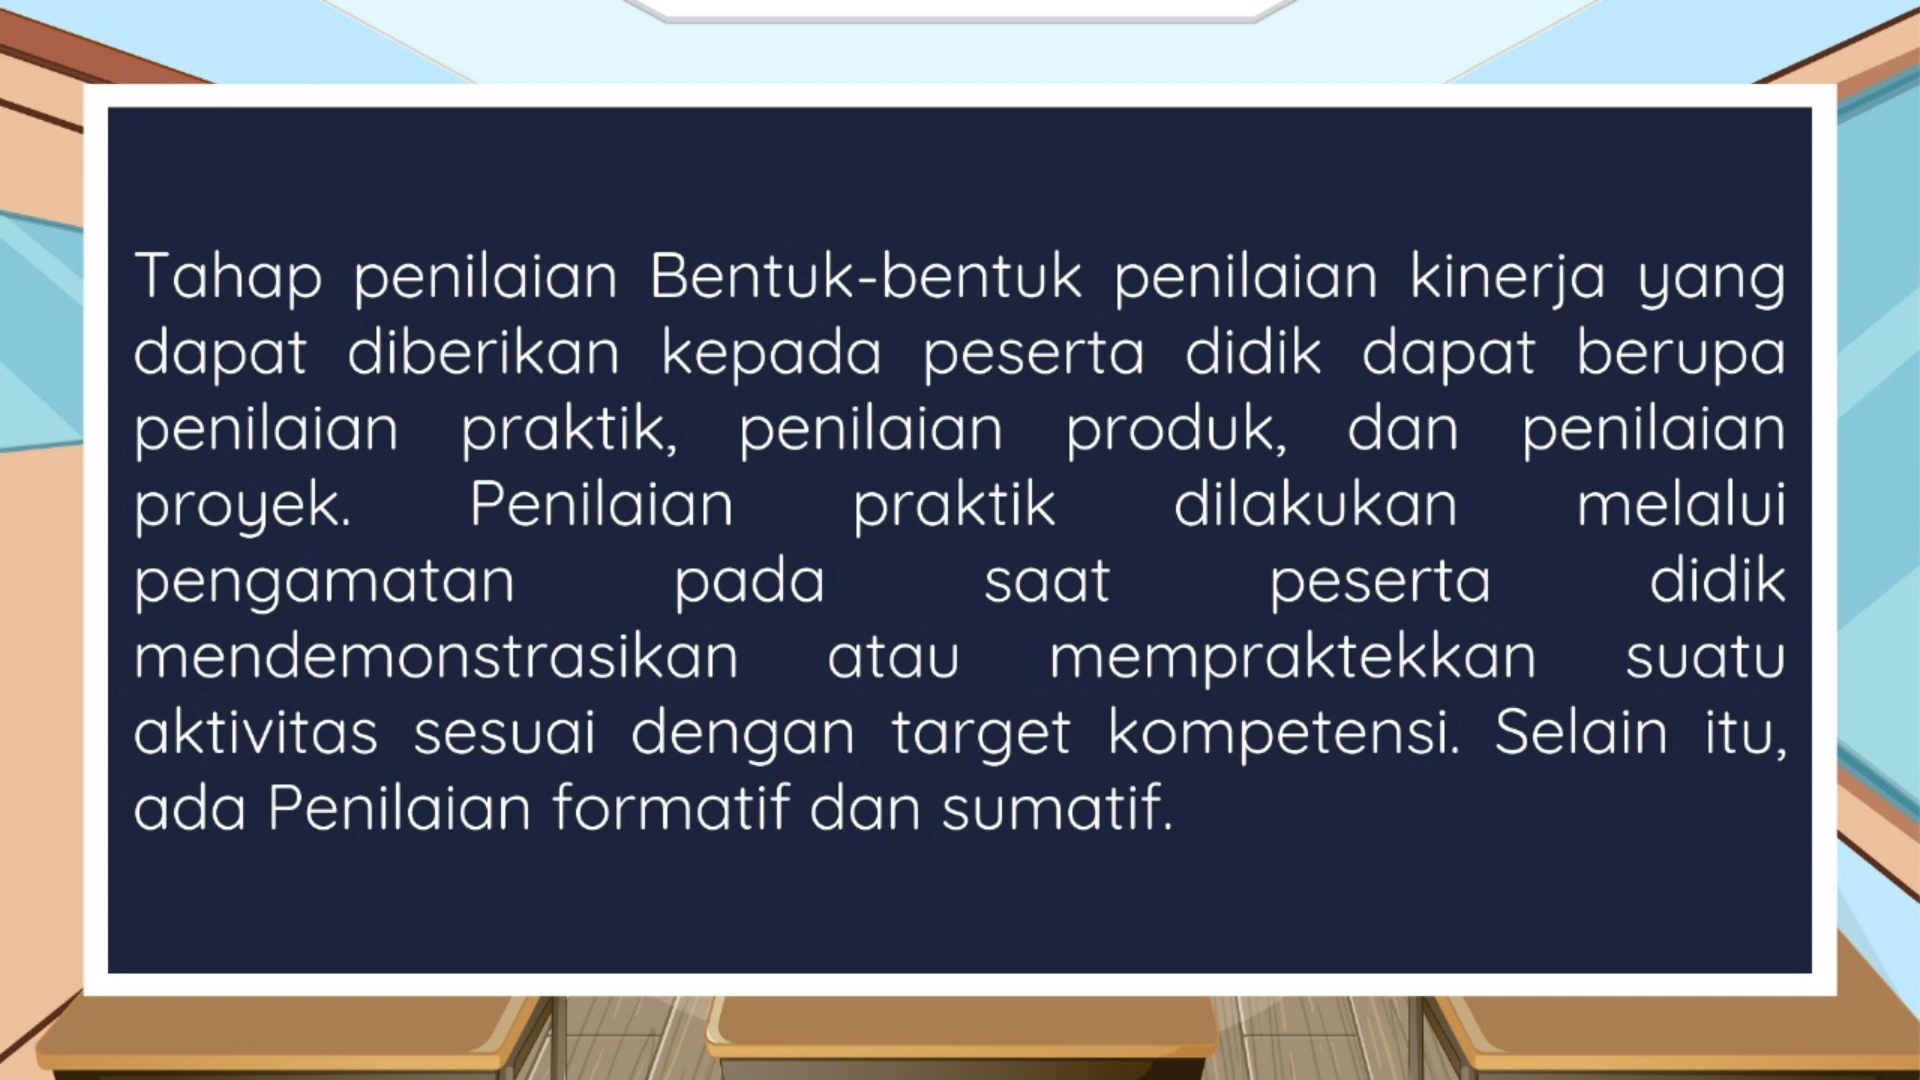 Tahap penilaian Bentuk-bentuk penilaian kinerja yang
dapat diberikan kepada peserta didik dapat berupa
penilaian praktik, penilaian produk, dan penilaian
proyek. Penilaian praktik dilakukan melalui
pengamatan pada saat peserta didik
mendemonstrasikan atau mempraktekkan suatu
aktivitas sesuai dengan target kompetensi. Selain itu,
ada Penilaian formatif dan sumatif.